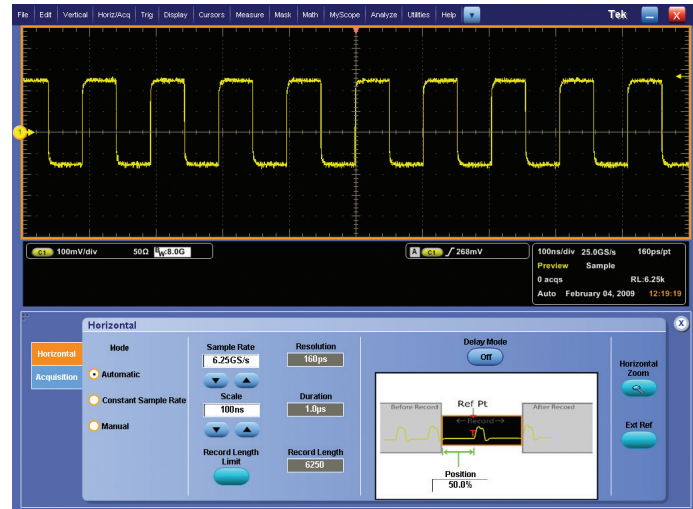 File Edit Vertical Horiz/Acq Trig Display Cursors Measure Mask Math MyScope Analyze Utilities Help Tek X
1
C1 100mV/div 50Ω BW:8.0G
A C1 268mV
100ns/div 25.0GS/s 160ps/pt
Preview Sample
0 acqs RL:6.25k
Auto February 04, 2009 12:19:19
Horizontal X
Horizontal
Acquisition
Mode
Automatic
Constant Sample Rate
Manual
Sample Rate
6.25GS/s
Scale
100ns
Record Length
Limit
Resolution
160ps
Duration
1.0µs
Record Length
6250
Delay Mode
Off
Ref Pt
Before Record
Record
After Record
T
Position
50.0%
Horizontal
Zoom
Ext Ref